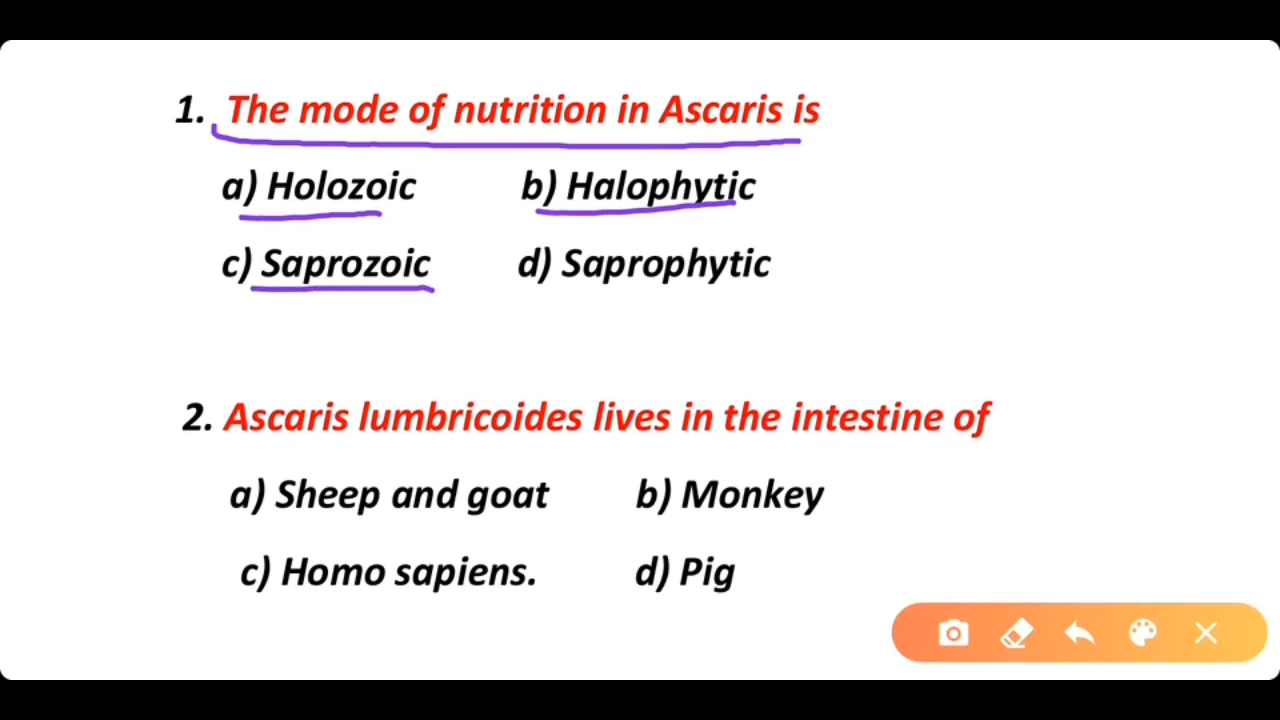 1. The mode of nutrition in Ascaris is
a) Holozoic b) Halophytic
c) Saprozoic d) Saprophytic
2. Ascaris lumbricoides lives in the intestine of
a) Sheep and goat b) Monkey
c) Homo sapiens. d) Pig